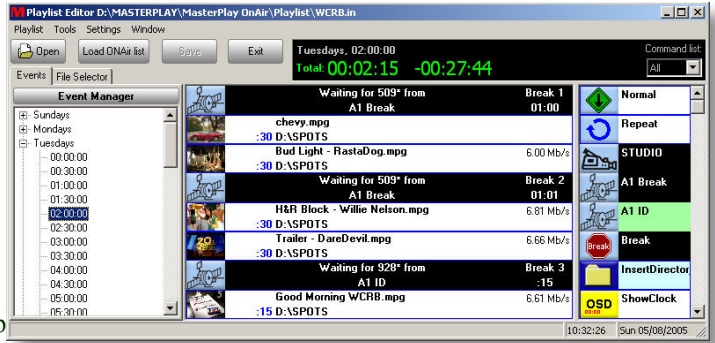 Playlist Editor D:\MASTERPLAY\MasterPlay OnAir\Playlist\WCRB.in
Playlist Tools Settings Window
Open Load ONAir list Save Exit
Tuesdays, 02:00:00
Total: 00:02:15 -00:27:44
Command list:
All
Events File Selector
Event Manager
Sundays
Mondays
Tuesdays
00:00:00
00:30:00
01:00:00
01:30:00
02:00:00
02:30:00
03:00:00
03:30:00
04:00:00
04:30:00
05:00:00
05:30:00
Waiting for 509* from Break 1
A1 Break 01:00
chevy.mpg
:30 D:\SPOTS
Bud Light - RastaDog.mpg 6.00 Mb/s
:30 D:\SPOTS
Waiting for 509* from Break 2
A1 Break 01:01
H&R Block - Willie Nelson.mpg 6.81 Mb/s
:30 D:\SPOTS
Trailer - DareDevil.mpg 6.66 Mb/s
:30 D:\SPOTS
Waiting for 928* from Break 3
A1 ID :15
Good Morning WCRB.mpg 6.61 Mb/s
:15 D:\SPOTS
Normal
Repeat
STUDIO
A1 Break
A1 ID
Break Break
InsertDirector
OSD ShowClock
10:32:26 Sun 05/08/2005